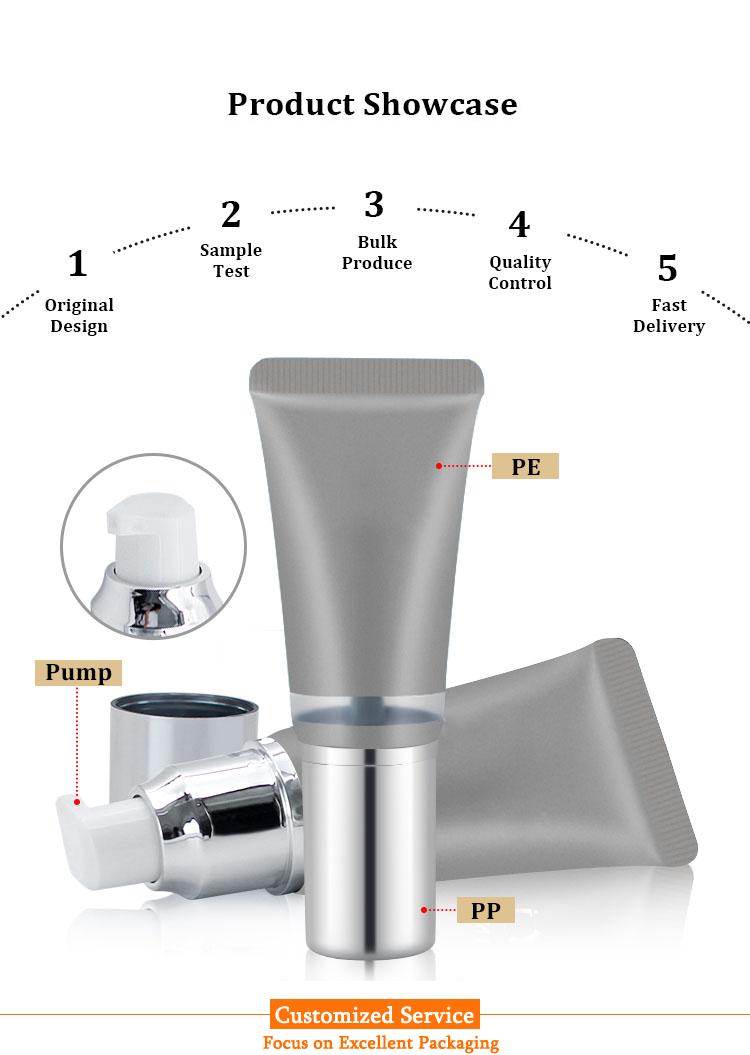 Product Showcase
1
Original
Design
2
Sample
Test
3
Bulk
Produce
4
Quality
Control
5
Fast
Delivery
PE
Pump
PP
Customized Service
Focus on Excellent Packaging